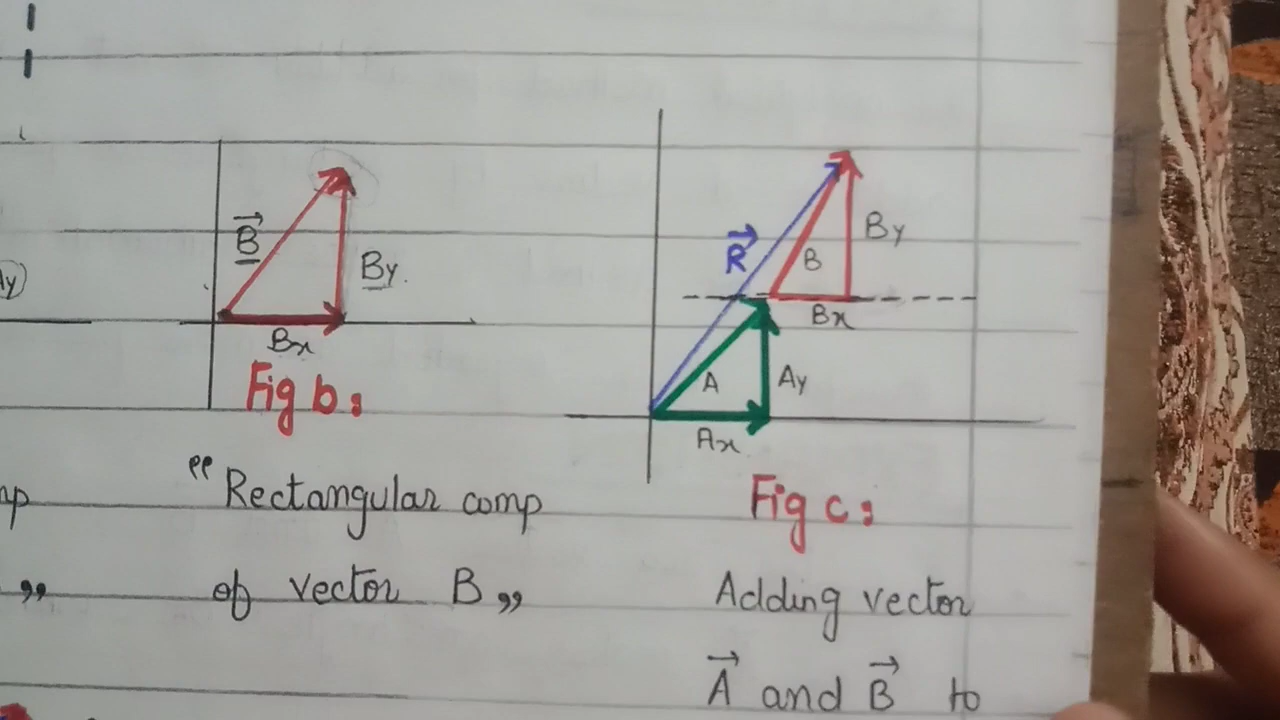 B⃗
By.
Bx
Fig b:
"Rectangular comp
of vector B"
R⃗
B
By
Bx
A
Ay
Ax
Fig c:
Adding vector
A⃗ and B⃗ to